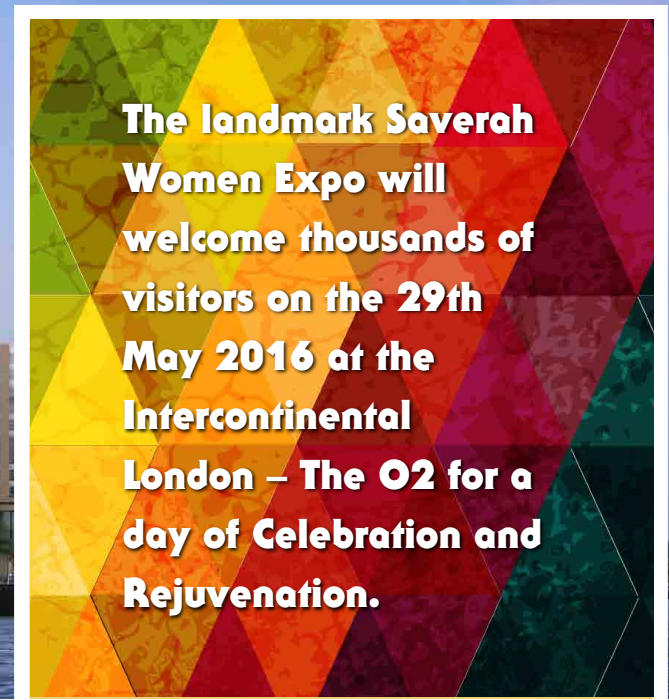 The landmark Saverah
Women Expo will
welcome thousands of
visitors on the 29th
May 2016 at the
Intercontinental
London – The O2 for a
day of Celebration and
Rejuvenation.